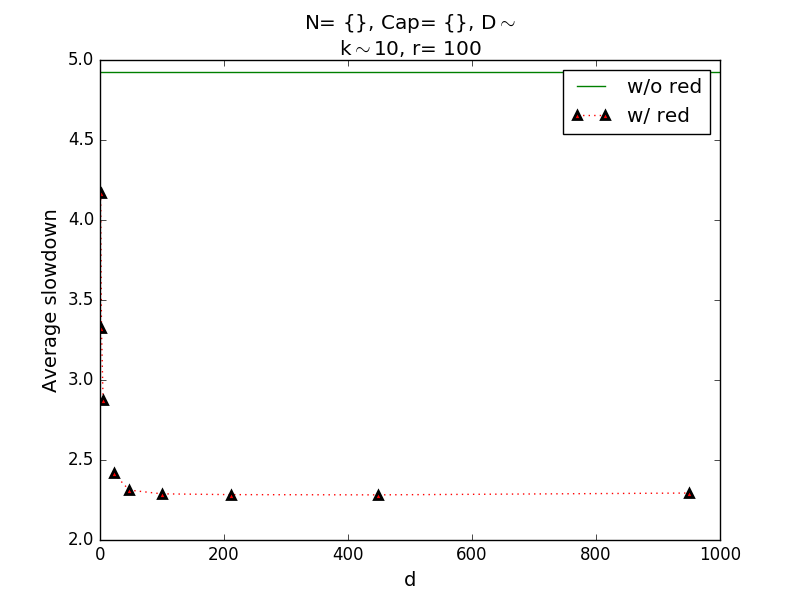 N= {}, Cap= {}, D∼
k∼10, r= 100
5.0
4.5
4.0
3.5
3.0
2.5
2.0
Average slowdown
w/o red
w/ red
0 200 400 600 800 1000
d